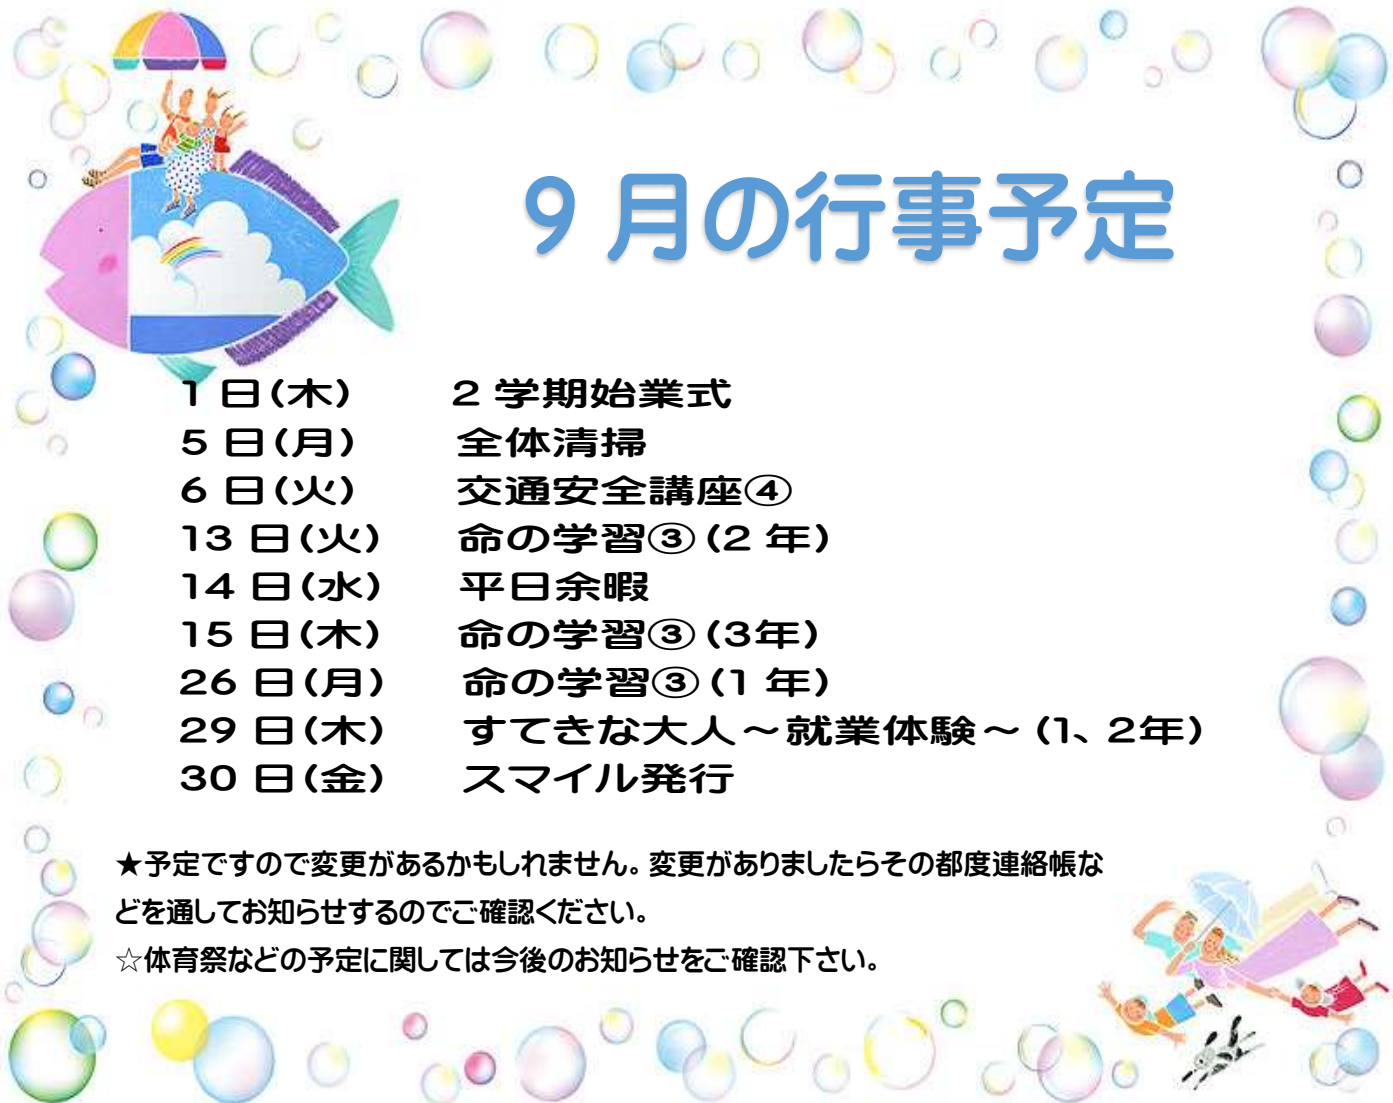 9月の行事予定
1日(木) 2学期始業式
5日(月) 全体清掃
6日(火) 交通安全講座④
13日(火) 命の学習③(2年)
14日(水) 平日余暇
15日(木) 命の学習③(3年)
26日(月) 命の学習③(1年)
29日(木) すてきな大人～就業体験～(1、2年)
30日(金) スマイル発行
★予定ですので変更があるかもしれません。変更がありましたらその都度連絡帳な
どを通してお知らせするのでご確認ください。
☆体育祭などの予定に関しては今後のお知らせをご確認下さい。